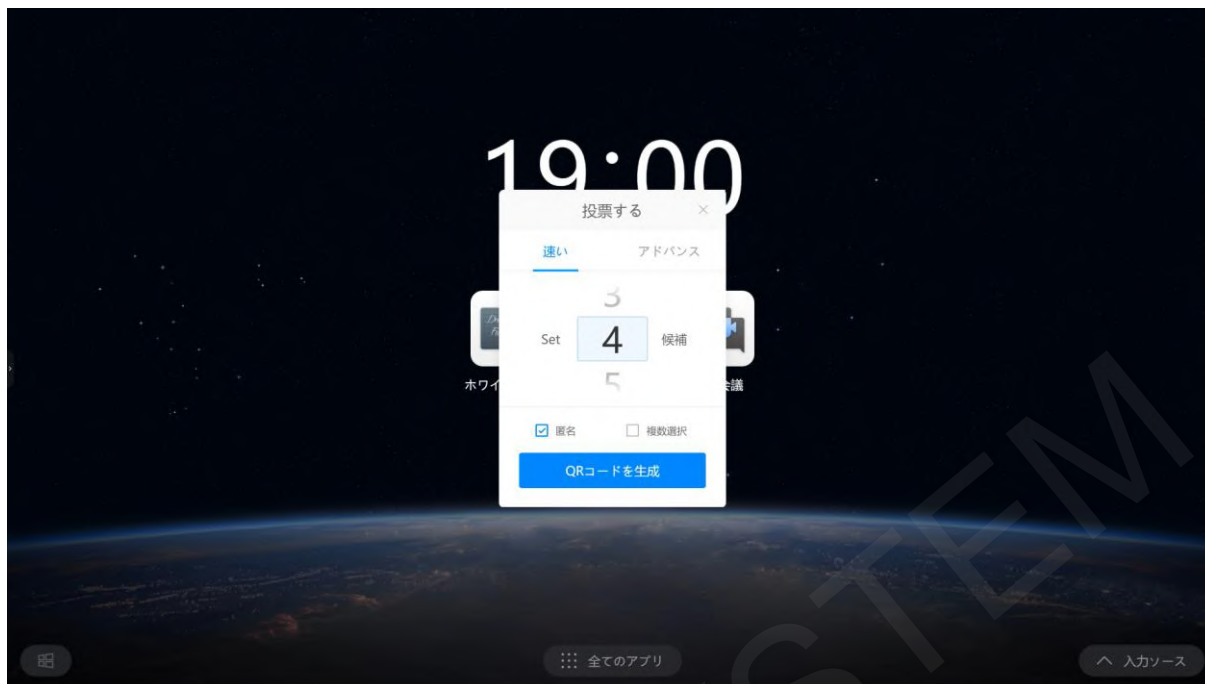 19:00
投票する
速い アドバンス
3
Set 4 候補
5
ホワイ
会議
匿名 複数選択
QRコードを生成
全てのアプリ
入力ソース
STEM